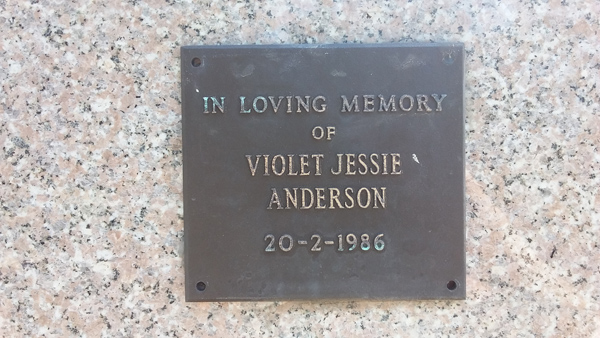 IN LOVING MEMORY
OF
VIOLET JESSIE
ANDERSON
20-2-1986